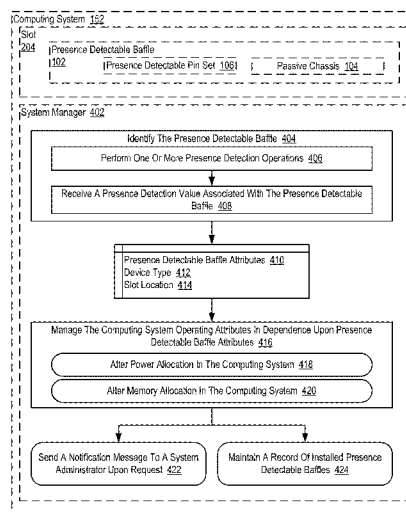 Computing System 152
Slot
204
Presence Detectable Baffle
102
Presence Detectable Pin Set 106
Passive Chassis 104
System Manager 402
Identify The Presence Detectable Baffle 404
Perform One Or More Presence Detection Operations 406
Receive A Presence Detection Value Associated With The Presence Detectable
Baffle 408
Presence Detectable Baffle Attributes 410
Device Type 412
Slot Location 414
Manage The Computing System Operating Attributes In Dependence Upon Presence
Detectable Baffle Attributes 416
Alter Power Allocation In The Computing System 418
Alter Memory Allocation In The Computing System 420
Send A Notification Message To A System
Administrator Upon Request 422
Maintain A Record Of Installed Presence
Detectable Baffles 424